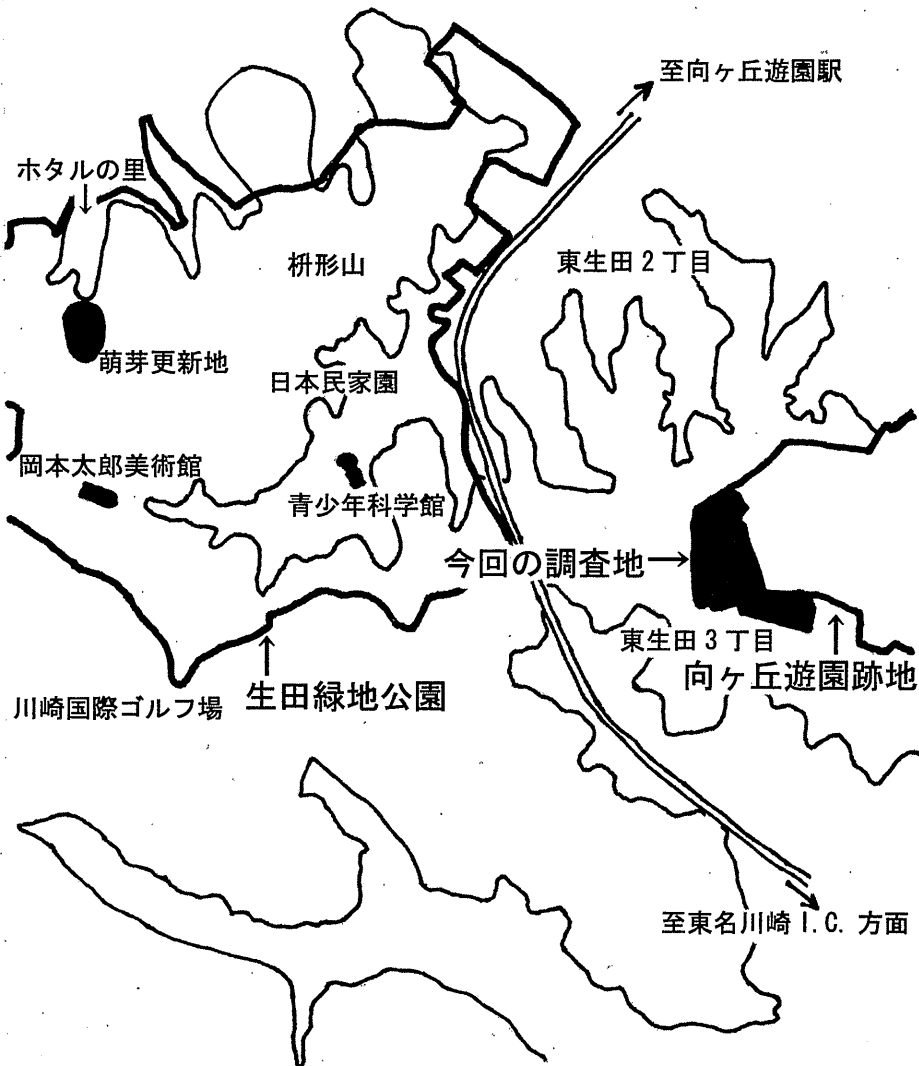 至向ヶ丘遊園駅
ホタルの里
↓
枡形山
東生田2丁目
萌芽更新地
日本民家園
岡本太郎美術館
青少年科学館
今回の調査地→
東生田3丁目
↑
向ヶ丘遊園跡地
↑
生田緑地公園
川崎国際ゴルフ場
至東名川崎I.C.方面